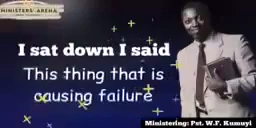 MINISTERS' ARENA
I sat down I said
This thing that is
causing failure
Ministering: Pst. W.F. Kumuyi